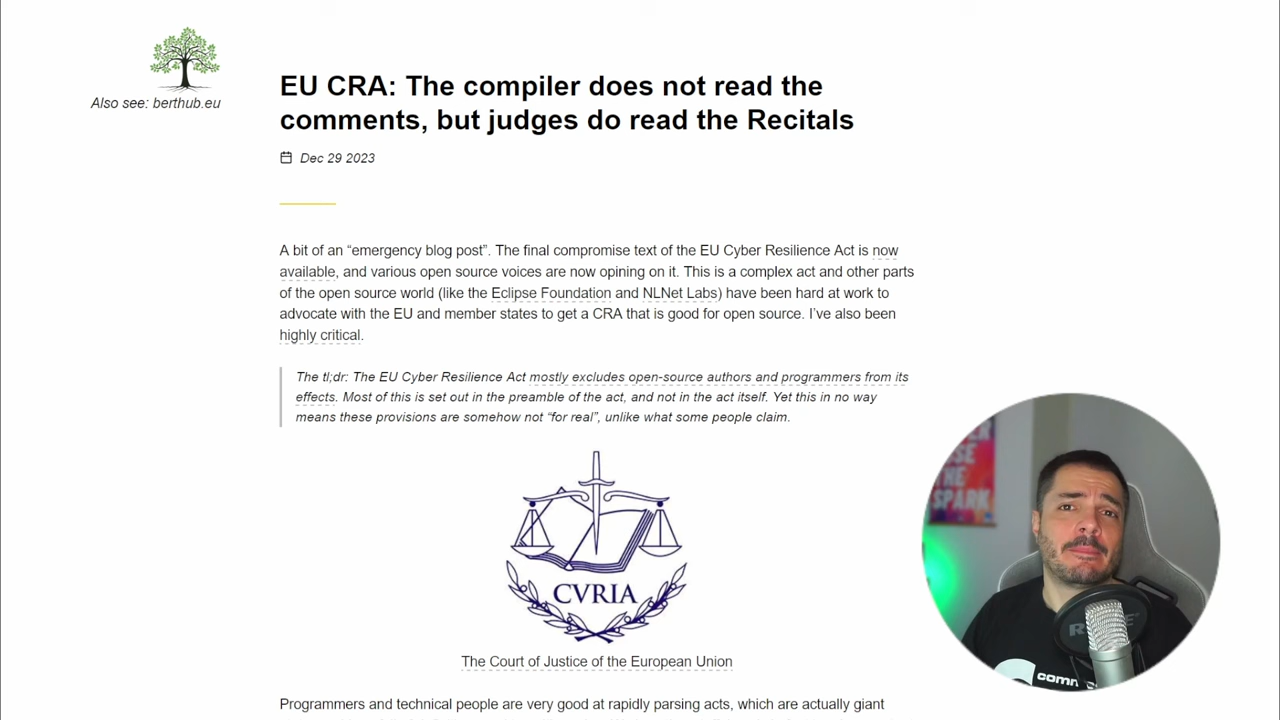 EU CRA: The compiler does not read the
comments, but judges do read the Recitals
Also see: berthub.eu
Dec 29 2023
A bit of an “emergency blog post”. The final compromise text of the EU Cyber Resilience Act is now
available, and various open source voices are now opining on it. This is a complex act and other parts
of the open source world (like the Eclipse Foundation and NLNet Labs) have been hard at work to
advocate with the EU and member states to get a CRA that is good for open source. I’ve also been
highly critical.
The tl;dr: The EU Cyber Resilience Act mostly excludes open-source authors and programmers from its
effects. Most of this is set out in the preamble of the act, and not in the act itself. Yet this in no way
means these provisions are somehow not “for real”, unlike what some people claim.
CVRIA
The Court of Justice of the European Union
Programmers and technical people are very good at rapidly parsing acts, which are actually giant
THE
SPARK